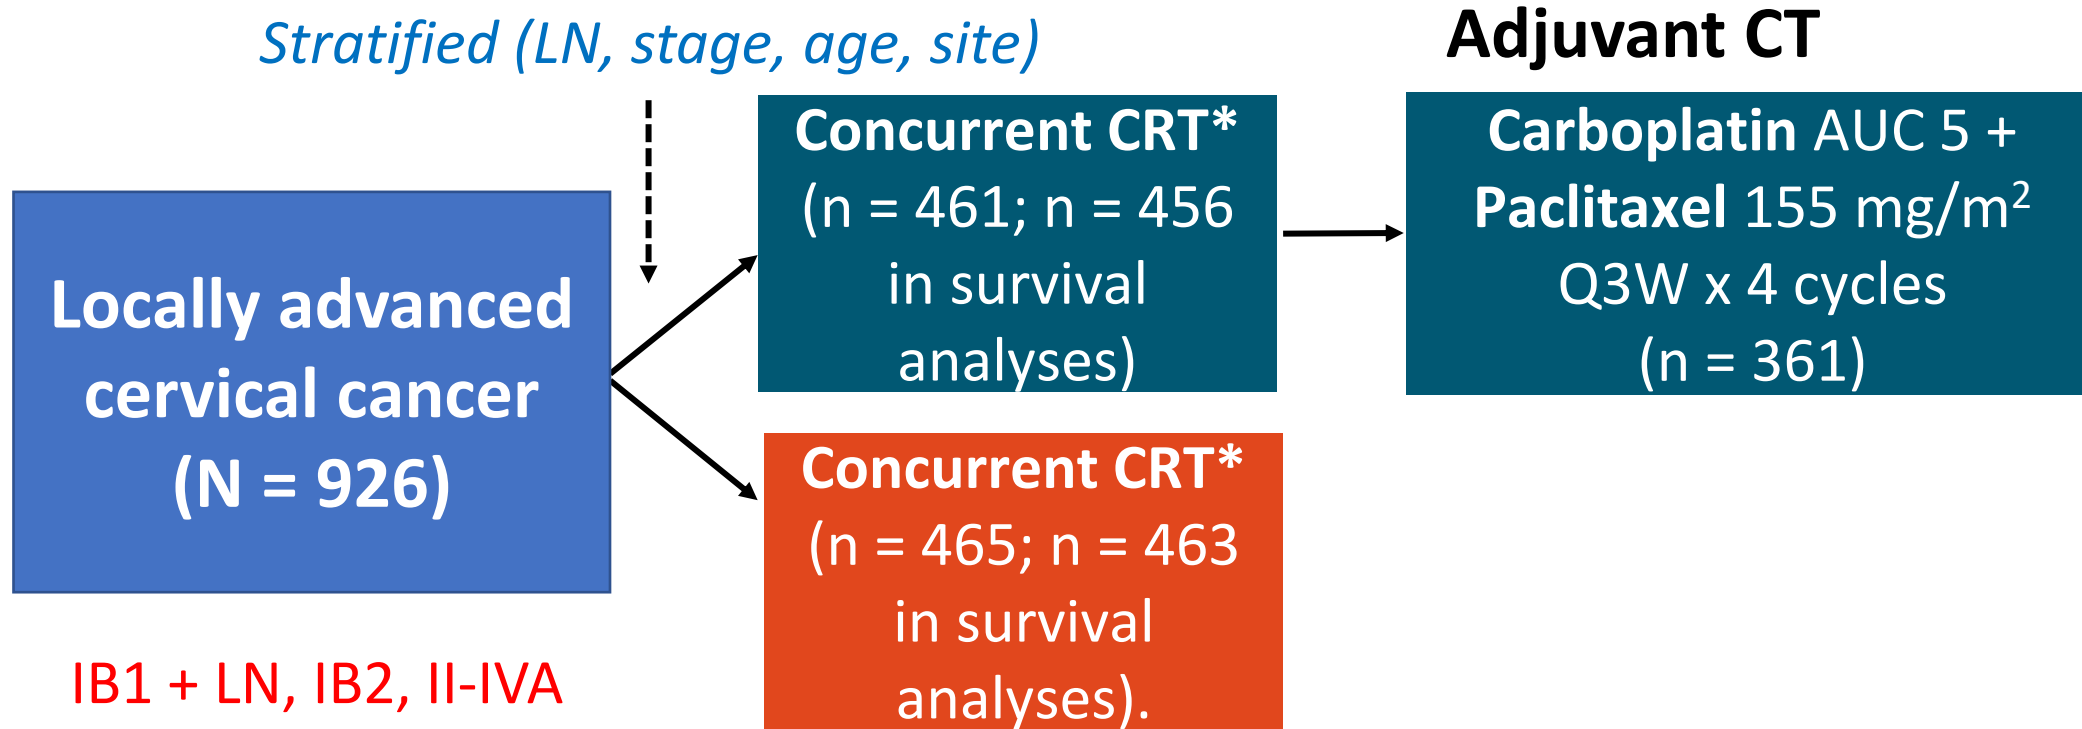 Stratified (LN, stage, age, site)
Locally advanced
cervical cancer
(N = 926)
IB1 + LN, IB2, II-IVA
Concurrent CRT*
(n = 461; n = 456
in survival
analyses)
Concurrent CRT*
(n = 465; n = 463
in survival
analyses).
Adjuvant CT
Carboplatin AUC 5 +
Paclitaxel 155 mg/m²
Q3W x 4 cycles
(n = 361)